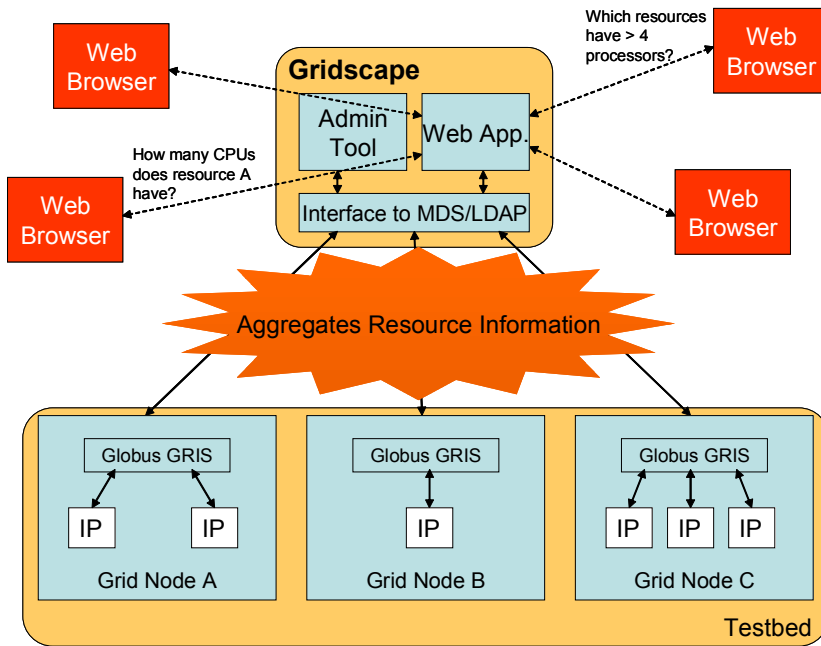 Which resources
have > 4
processors?
Web
Browser
Web
Browser
Gridscape
Admin
Tool
Web App.
How many CPUs
does resource A
have?
Web
Browser
Web
Browser
Interface to MDS/LDAP
Aggregates Resource Information
Globus GRIS
Globus GRIS
Globus GRIS
IP
IP
IP
IP
IP
IP
Grid Node A
Grid Node B
Grid Node C
Testbed